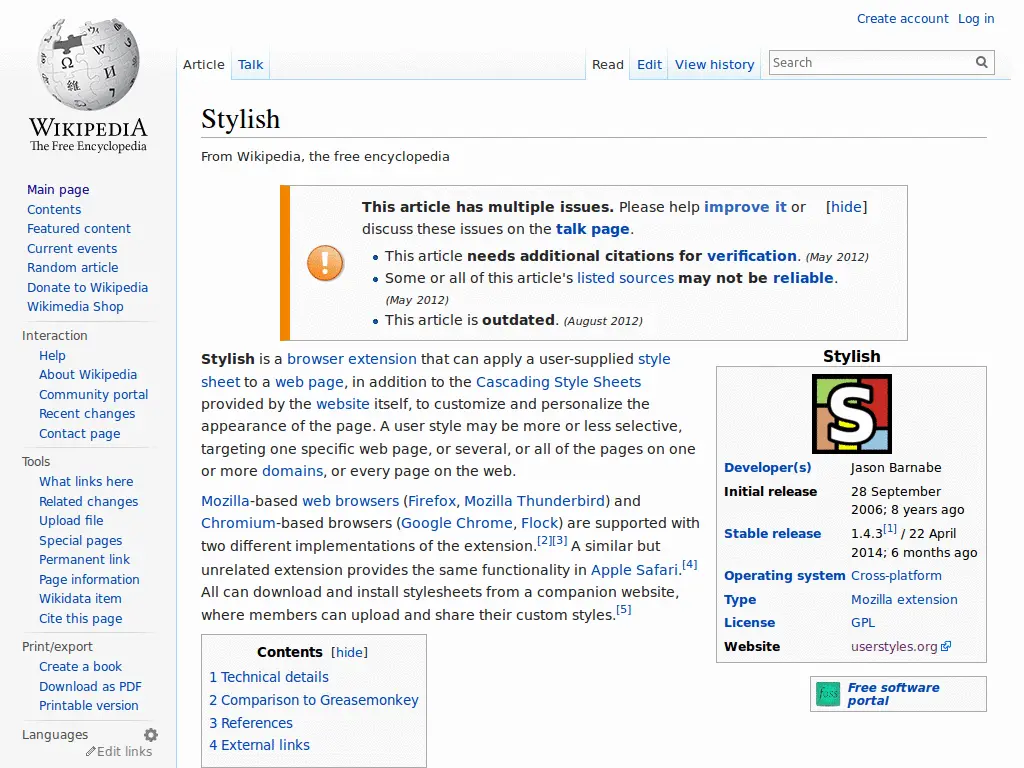 Create account Log in
Article Talk Read Edit View history Search
WIKIPEDIA
The Free Encyclopedia
Main page
Contents
Featured content
Current events
Random article
Donate to Wikipedia
Wikimedia Shop
Interaction
Help
About Wikipedia
Community portal
Recent changes
Contact page
Tools
What links here
Related changes
Upload file
Special pages
Permanent link
Page information
Wikidata item
Cite this page
Print/export
Create a book
Download as PDF
Printable version
Languages
Edit links
Stylish
From Wikipedia, the free encyclopedia
This article has multiple issues. Please help improve it or [hide]
discuss these issues on the talk page.
• This article needs additional citations for verification. (May 2012)
• Some or all of this article's listed sources may not be reliable.
(May 2012)
• This article is outdated. (August 2012)
Stylish is a browser extension that can apply a user-supplied style
sheet to a web page, in addition to the Cascading Style Sheets
provided by the website itself, to customize and personalize the
appearance of the page. A user style may be more or less selective,
targeting one specific web page, or several, or all of the pages on one
or more domains, or every page on the web.
Mozilla-based web browsers (Firefox, Mozilla Thunderbird) and
Chromium-based browsers (Google Chrome, Flock) are supported with
two different implementations of the extension.[2][3] A similar but
unrelated extension provides the same functionality in Apple Safari.[4]
All can download and install stylesheets from a companion website,
where members can upload and share their custom styles.[5]
Contents [hide]
1 Technical details
2 Comparison to Greasemonkey
3 References
4 External links
Stylish
S
Developer(s) Jason Barnabe
Initial release 28 September
2006; 8 years ago
Stable release 1.4.3[1] / 22 April
2014; 6 months ago
Operating system Cross-platform
Type Mozilla extension
License GPL
Website userstyles.org
foss Free software
portal